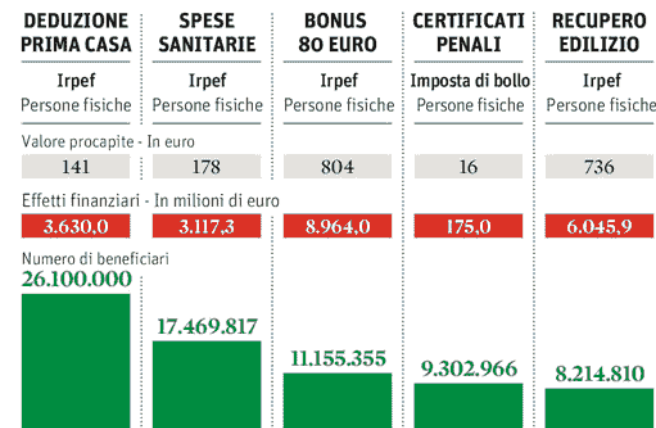 DEDUZIONE
PRIMA CASA
Irpef
Persone fisiche
SPESE
SANITARIE
Irpef
Persone fisiche
BONUS
80 EURO
Irpef
Persone fisiche
CERTIFICATI
PENALI
Imposta di bollo
Persone fisiche
RECUPERO
EDILIZIO
Irpef
Persone fisiche
Valore procapite - In euro
141 178 804 16 736
Effetti finanziari - In milioni di euro
3.630,0 3.117,3 8.964,0 175,0 6.045,9
Numero di beneficiari
26.100.000
17.469.817
11.155.355
9.302.966
8.214.810